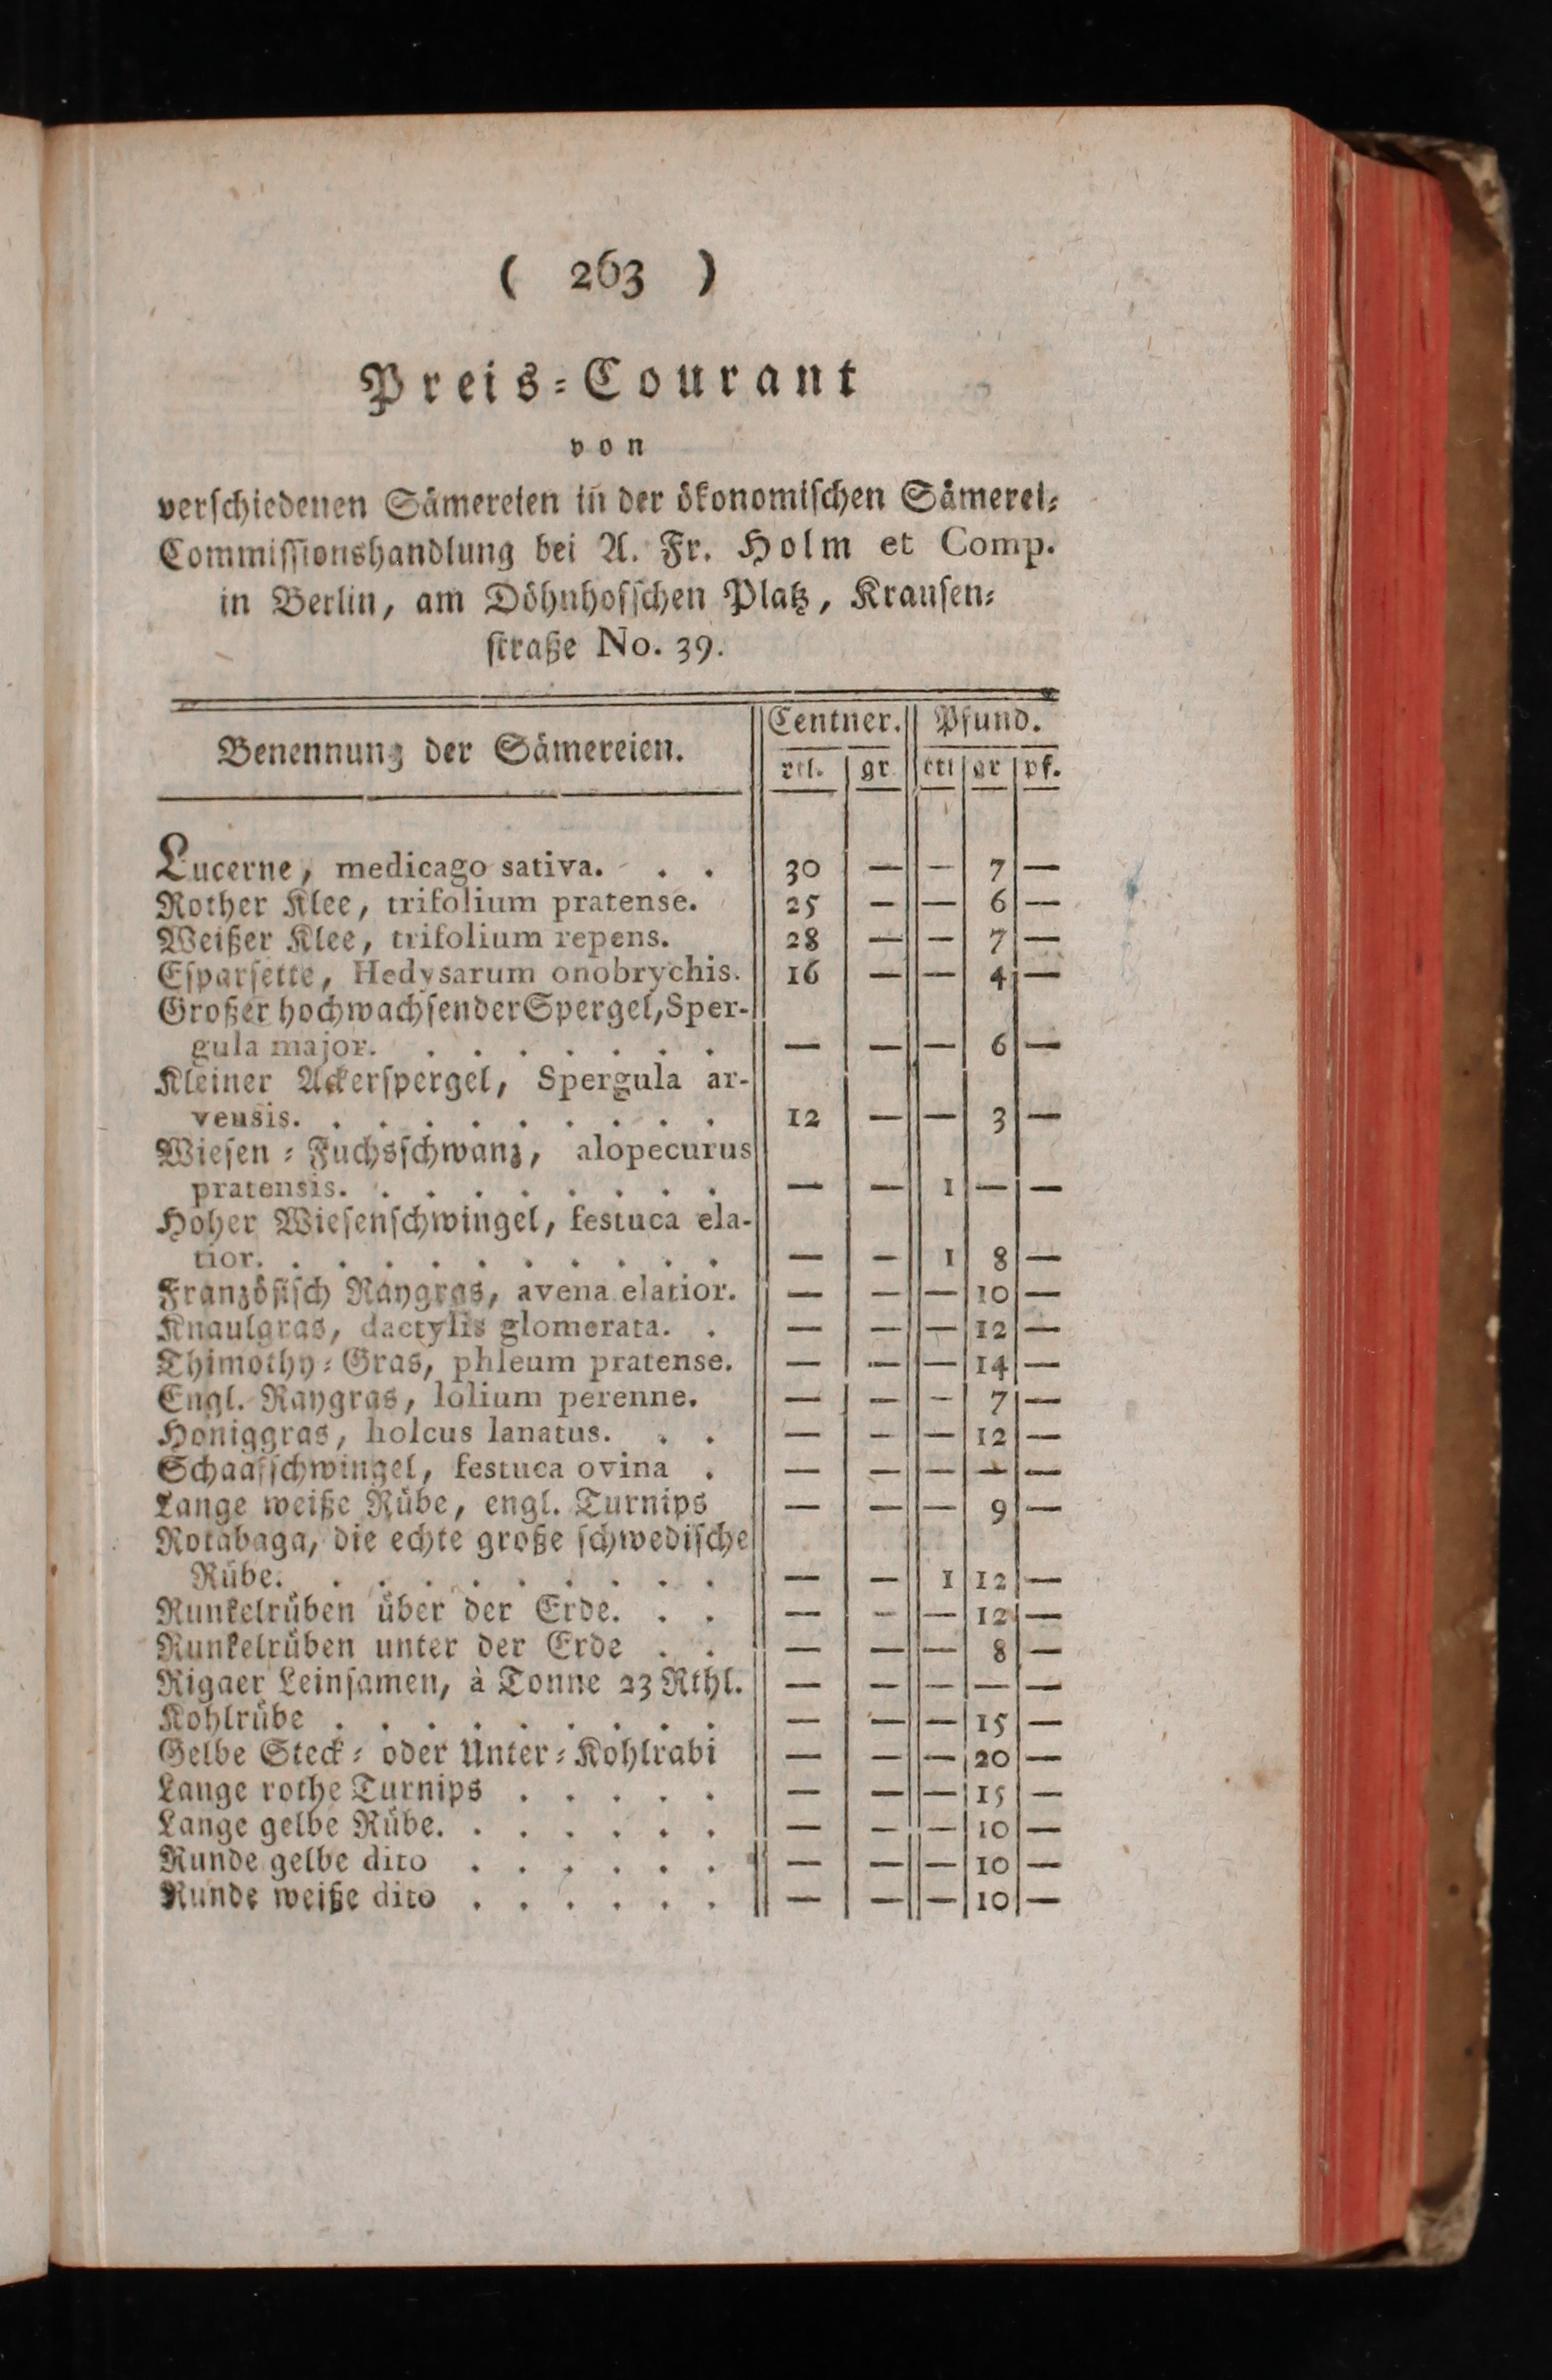 ( 263 )
Preis-Courant
von
verschiedenen Sämereien in der ökonomischen Sämerei-
Commissionshandlung bei A. Fr. Holm et Comp.
in Berlin, am Döhnhofschen Platz, Krausen-
straße No. 39.
Benennung der Sämereien. Centner. Pfund.
rtl. gr. rtl gr pf.
Lucerne, medicago sativa. . . 30 — — 7 —
Rother Klee, trifolium pratense. 25 — — 6 —
Weißer Klee, trifolium repens. 28 — — 7 —
Esparsette, Hedysarum onobrychis. 16 — — 4 —
Großer hochwachsender Spergel, Sper-
gula major. . . . . . . . — — — 6 —
Kleiner Ackerspergel, Spergula ar-
vensis. . . . . . . . . . 12 — — 3 —
Wiesen-Fuchsschwanz, alopecurus
pratensis. . . . . . . . . — — 1 — —
Hoher Wiesenschwingel, festuca ela-
tior. . . . . . . . . . . — — 1 8 —
Französisch Raygras, avena elatior. — — — 10 —
Knaulgras, dactylis glomerata. . — — — 12 —
Thimothy-Gras, phleum pratense. — — — 14 —
Engl. Raygras, lolium perenne. — — — 7 —
Honiggras, holcus lanatus. . . — — — 12 —
Schaafschwingel, festuca ovina . — — — — —
Lange weiße Rübe, engl. Turnips — — — 9 —
Rotabaga, die echte große schwedische
Rübe. . . . . . . . . . — — 1 12 —
Runkelrüben über der Erde. . . — — — 12 —
Runkelrüben unter der Erde . . — — — 8 —
Rigaer Leinsamen, à Tonne 23 Rthl. — — — — —
Kohlrübe . . . . . . . . . — — — 15 —
Gelbe Steck- oder Unter-Kohlrabi — — — 20 —
Lange rothe Turnips . . . . . — — — 15 —
Lange gelbe Rübe. . . . . . . — — — 10 —
Runde gelbe dito . . . . . . — — — 10 —
Runde weiße dito . . . . . . — — — 10 —